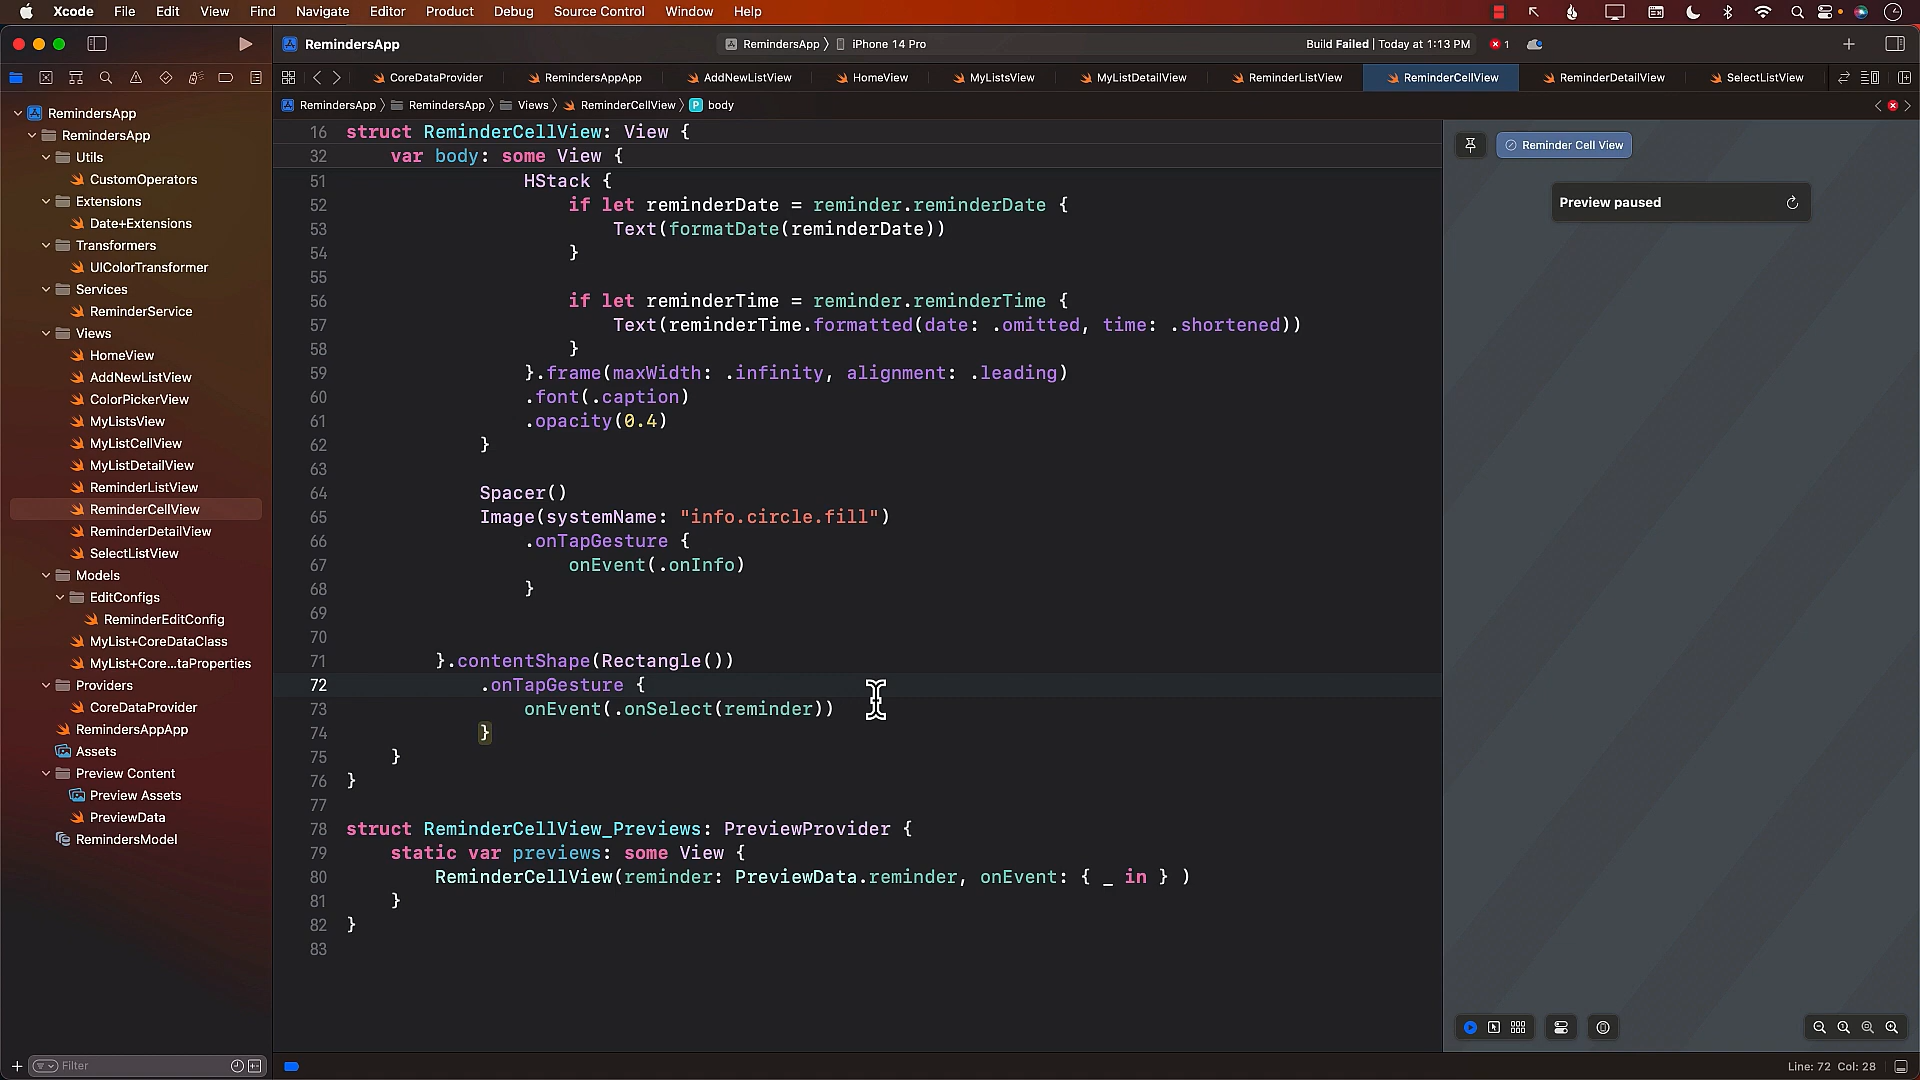 Xcode File Edit View Find Navigate Editor Product Debug Source Control Window Help
RemindersApp
RemindersApp iPhone 14 Pro
Build Failed | Today at 1:13 PM
1
CoreDataProvider RemindersAppApp AddNewListView HomeView MyListsView MyListDetailView ReminderListView ReminderCellView ReminderDetailView SelectListView
RemindersApp RemindersApp Views ReminderCellView P body
RemindersApp
RemindersApp
Utils
CustomOperators
Extensions
Date+Extensions
Transformers
UIColorTransformer
Services
ReminderService
Views
HomeView
AddNewListView
ColorPickerView
MyListsView
MyListCellView
MyListDetailView
ReminderListView
ReminderCellView
ReminderDetailView
SelectListView
Models
EditConfigs
ReminderEditConfig
MyList+CoreDataClass
MyList+Core...taProperties
Providers
CoreDataProvider
RemindersAppApp
Assets
Preview Content
Preview Assets
PreviewData
RemindersModel
Filter
16 struct ReminderCellView: View {
32 var body: some View {
51 HStack {
52 if let reminderDate = reminder.reminderDate {
53 Text(formatDate(reminderDate))
54 }
55
56 if let reminderTime = reminder.reminderTime {
57 Text(reminderTime.formatted(date: .omitted, time: .shortened))
58 }
59 }.frame(maxWidth: .infinity, alignment: .leading)
60 .font(.caption)
61 .opacity(0.4)
62 }
63
64 Spacer()
65 Image(systemName: "info.circle.fill")
66 .onTapGesture {
67 onEvent(.onInfo)
68 }
69
70
71 }.contentShape(Rectangle())
72 .onTapGesture {
73 onEvent(.onSelect(reminder))
74 }
75 }
76 }
77
78 struct ReminderCellView_Previews: PreviewProvider {
79 static var previews: some View {
80 ReminderCellView(reminder: PreviewData.reminder, onEvent: { _ in } )
81 }
82 }
83
Reminder Cell View
Preview paused
Line: 72 Col: 28